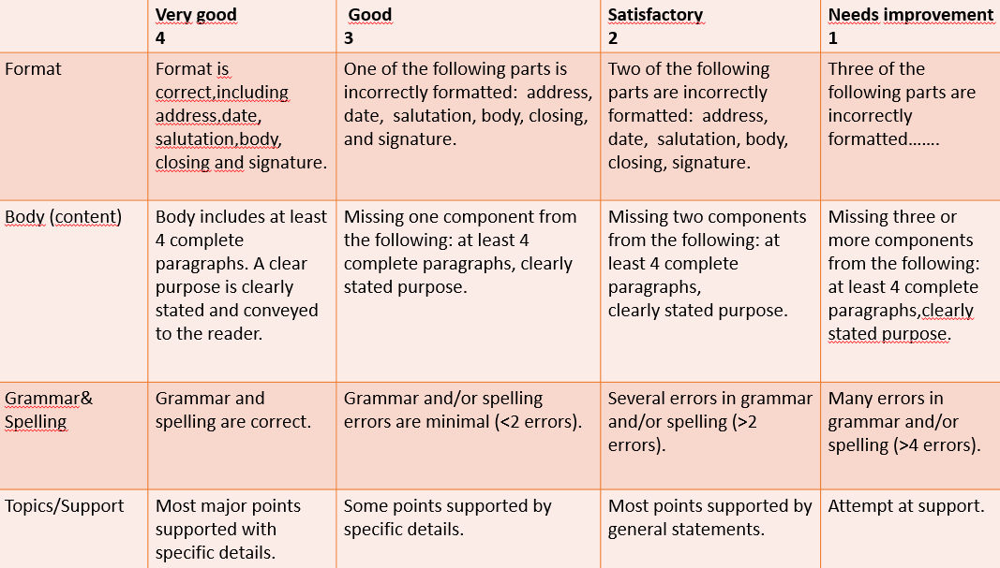 Very good
4
Good
3
Satisfactory
2
Needs improvement
1
Format
Format is
correct,including
address,date,
salutation,body,
closing and signature.
One of the following parts is
incorrectly formatted: address,
date, salutation, body, closing,
and signature.
Two of the following
parts are incorrectly
formatted: address,
date, salutation, body,
closing, signature.
Three of the
following parts are
incorrectly
formatted…….
Body (content)
Body includes at least
4 complete
paragraphs. A clear
purpose is clearly
stated and conveyed
to the reader.
Missing one component from
the following: at least 4
complete paragraphs, clearly
stated purpose.
Missing two components
from the following: at
least 4 complete
paragraphs,
clearly stated purpose.
Missing three or
more components
from the following:
at least 4 complete
paragraphs,clearly
stated purpose.
Grammar&
Spelling
Grammar and
spelling are correct.
Grammar and/or spelling
errors are minimal (<2 errors).
Several errors in grammar
and/or spelling (>2
errors).
Many errors in
grammar and/or
spelling (>4 errors).
Topics/Support
Most major points
supported with
specific details.
Some points supported by
specific details.
Most points supported by
general statements.
Attempt at support.